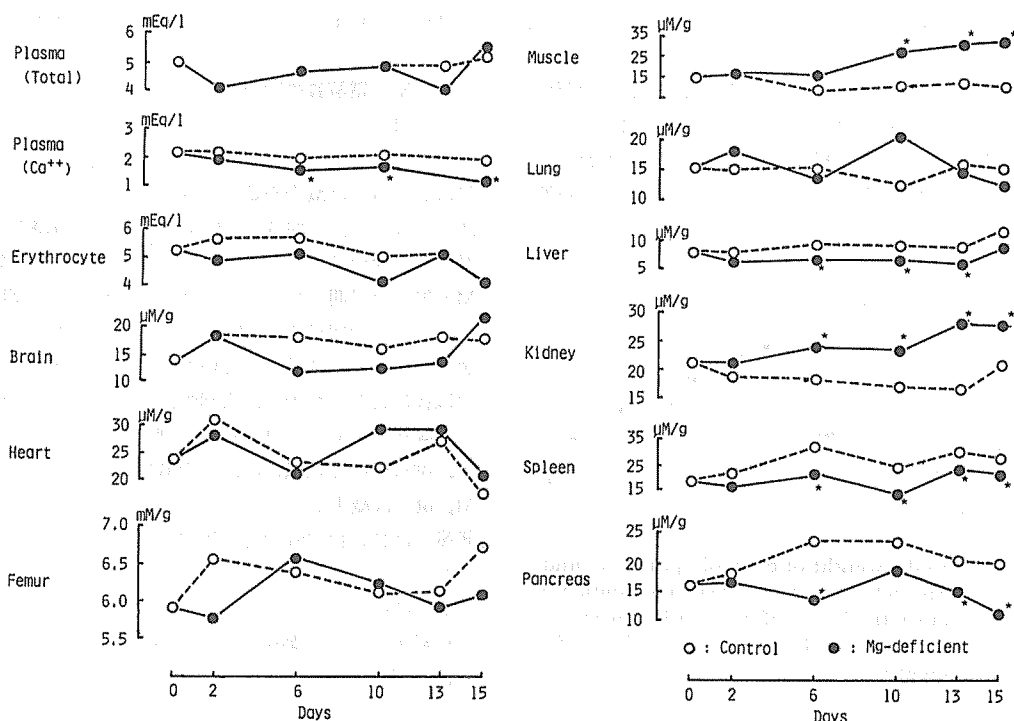 mEq/l
Plasma
(Total)
6
5
4
mEq/l
Plasma
(Ca++)
3
2
1
*
*
*
mEq/l
Erythrocyte
6
5
4
Brain
20
15
10
µM/g
Heart
30
25
20
mM/g
Femur
7.0
6.5
6.0
5.5
0
2
6
10
13
15
Days
µM/g
Muscle
35
15
*
*
*
µM/g
Lung
20
15
10
µM/g
Liver
10
5
*
*
*
µM/g
Kidney
30
25
20
15
*
*
*
*
µM/g
Spleen
35
25
15
*
*
*
*
µM/g
Pancreas
25
20
15
10
*
*
*
○ : Control
● : Mg-deficient
0
2
6
10
13
15
Days